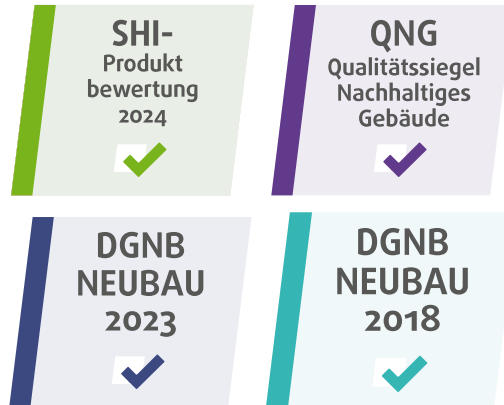 SHI-
Produkt
bewertung
2024
QNG
Qualitätssiegel
Nachhaltiges
Gebäude
DGNB
NEUBAU
2023
DGNB
NEUBAU
2018